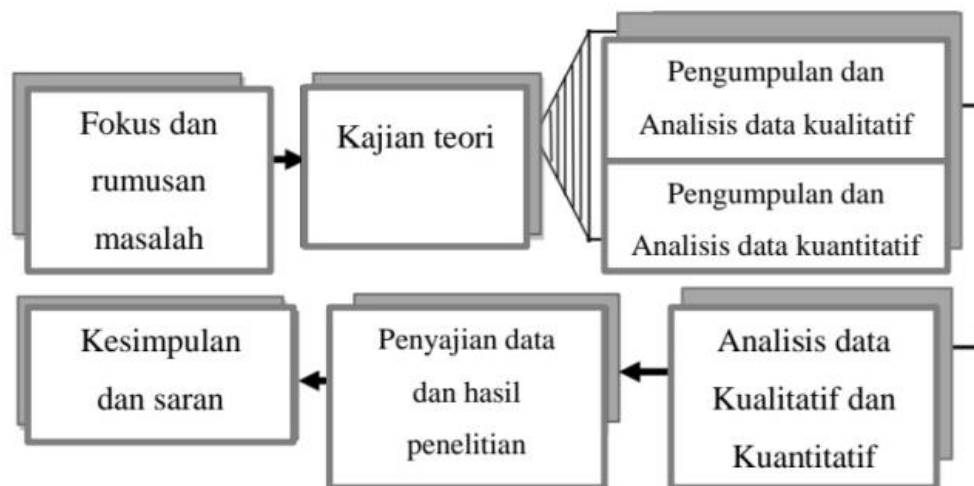 Fokus dan
rumusan
masalah
Kajian teori
Pengumpulan dan
Analisis data kualitatif
Pengumpulan dan
Analisis data kuantitatif
Analisis data
Kualitatif dan
Kuantitatif
Penyajian data
dan hasil
penelitian
Kesimpulan
dan saran